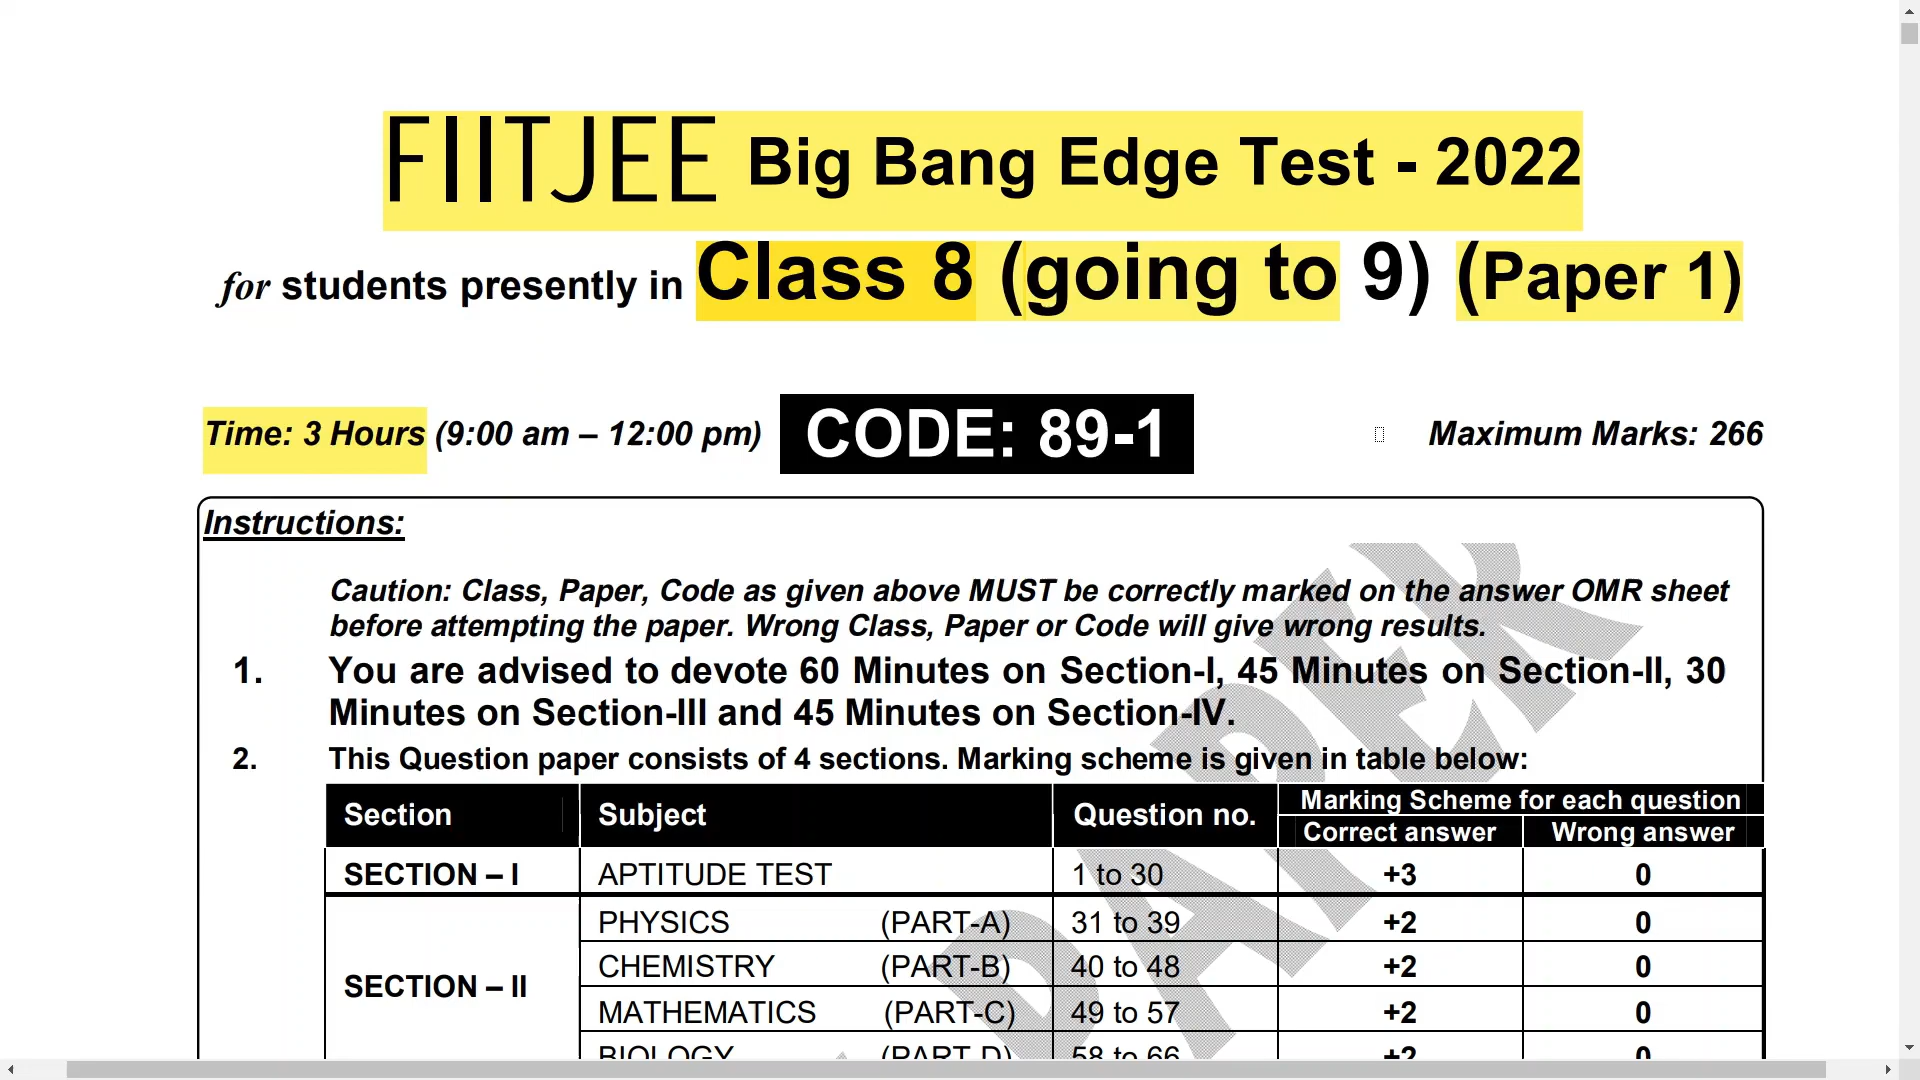 FIITJEE Big Bang Edge Test - 2022
for students presently in Class 8 (going to 9) (Paper 1)
Time: 3 Hours (9:00 am – 12:00 pm) CODE: 89-1 Maximum Marks: 266
Instructions:
Caution: Class, Paper, Code as given above MUST be correctly marked on the answer OMR sheet
before attempting the paper. Wrong Class, Paper or Code will give wrong results.
1. You are advised to devote 60 Minutes on Section-I, 45 Minutes on Section-II, 30
Minutes on Section-III and 45 Minutes on Section-IV.
2. This Question paper consists of 4 sections. Marking scheme is given in table below:
Section Subject Question no. Marking Scheme for each question
Correct answer Wrong answer
SECTION – I APTITUDE TEST 1 to 30 +3 0
SECTION – II PHYSICS (PART-A) 31 to 39 +2 0
CHEMISTRY (PART-B) 40 to 48 +2 0
MATHEMATICS (PART-C) 49 to 57 +2 0
BIOLOGY (PART-D) 58 to 66 +2 0
PAPER